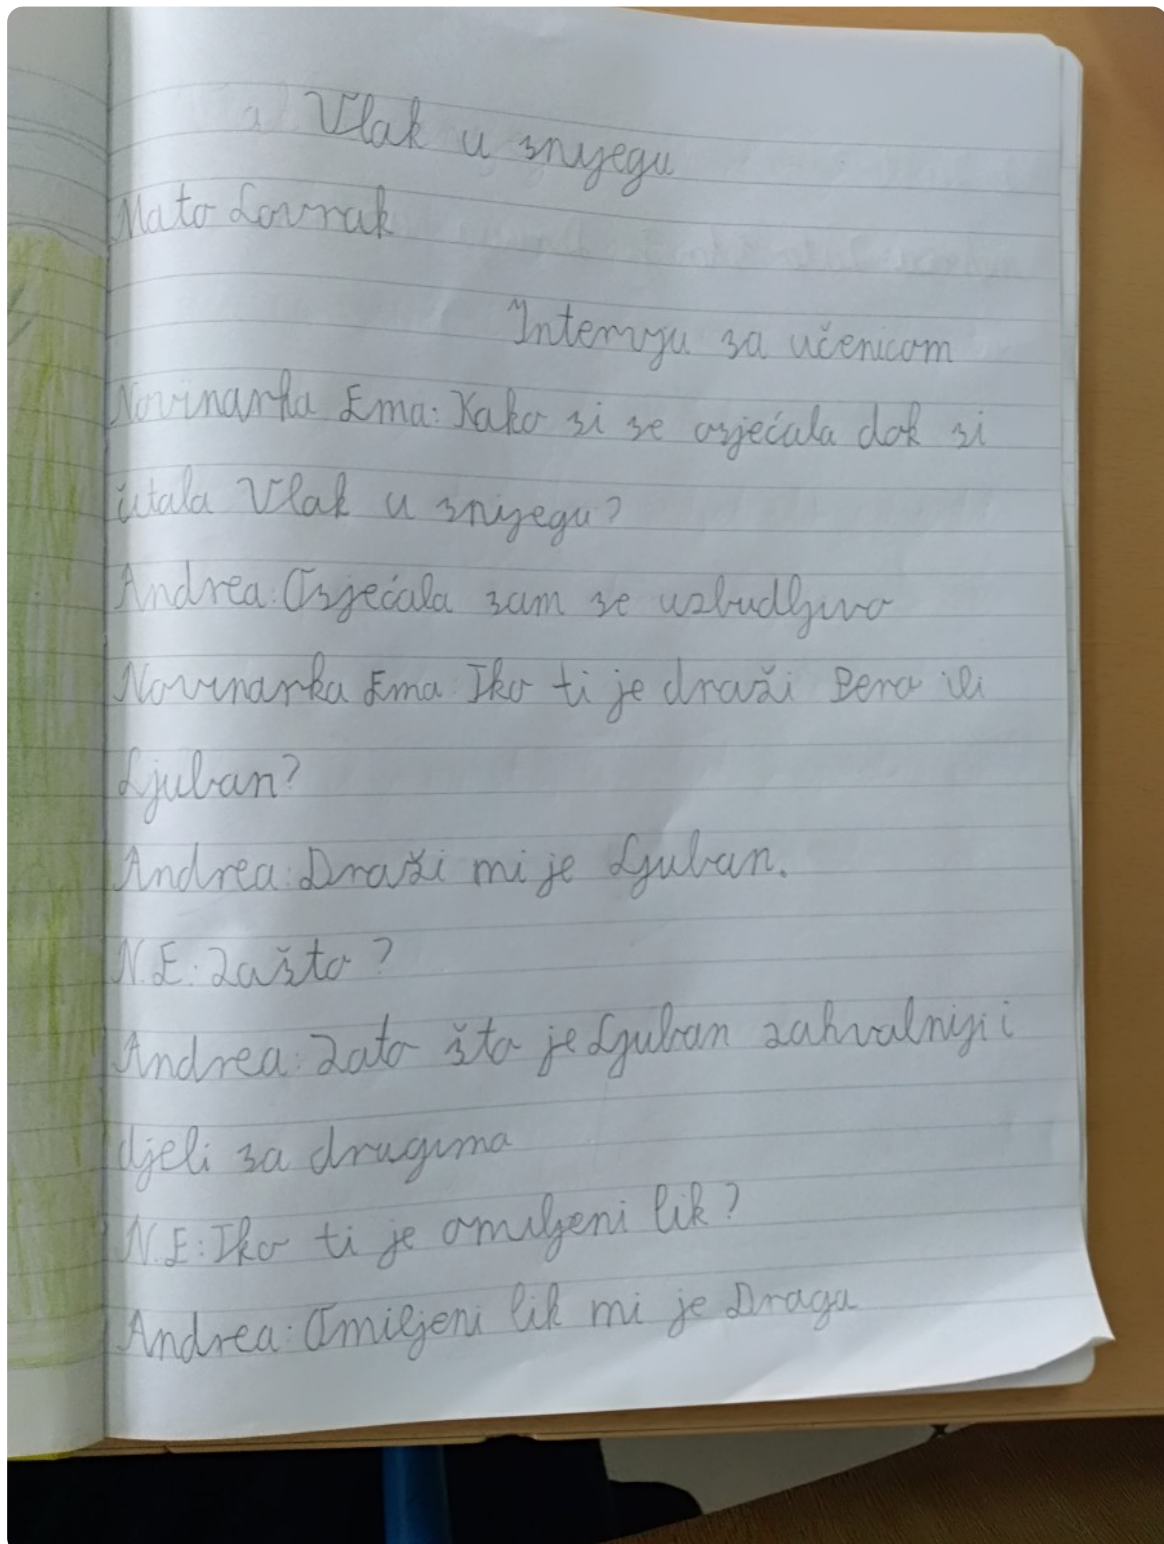 Vlak u snijegu
Mato Lovrak
Intervju sa učenicom
Novinarka Ema: Kako si se osjećala dok si
čitala Vlak u snijegu?
Andrea: Osjećala sam se uzbudljivo
Novinarka Ema: Tko ti je draži Pero ili
Ljuban?
Andrea: Draži mi je Ljuban.
N.E: Zašto?
Andrea: Zato što je Ljuban zahvalniji i
djeli sa drugima
N.E: Tko ti je omiljeni lik?
Andrea: Omiljeni lik mi je Draga